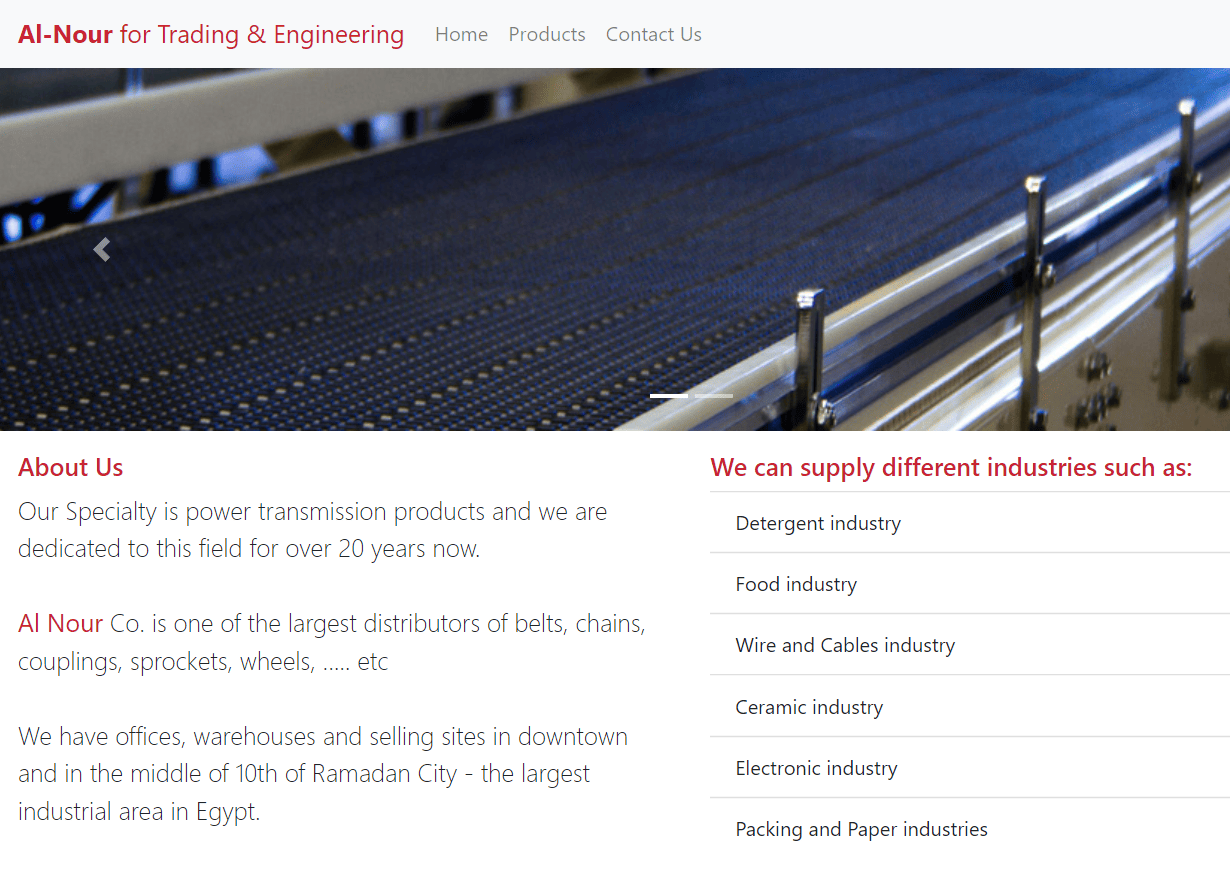 Al-Nour for Trading & Engineering Home Products Contact Us
About Us
Our Specialty is power transmission products and we are
dedicated to this field for over 20 years now.
Al Nour Co. is one of the largest distributors of belts, chains,
couplings, sprockets, wheels, ..... etc
We have offices, warehouses and selling sites in downtown
and in the middle of 10th of Ramadan City - the largest
industrial area in Egypt.
We can supply different industries such as:
Detergent industry
Food industry
Wire and Cables industry
Ceramic industry
Electronic industry
Packing and Paper industries